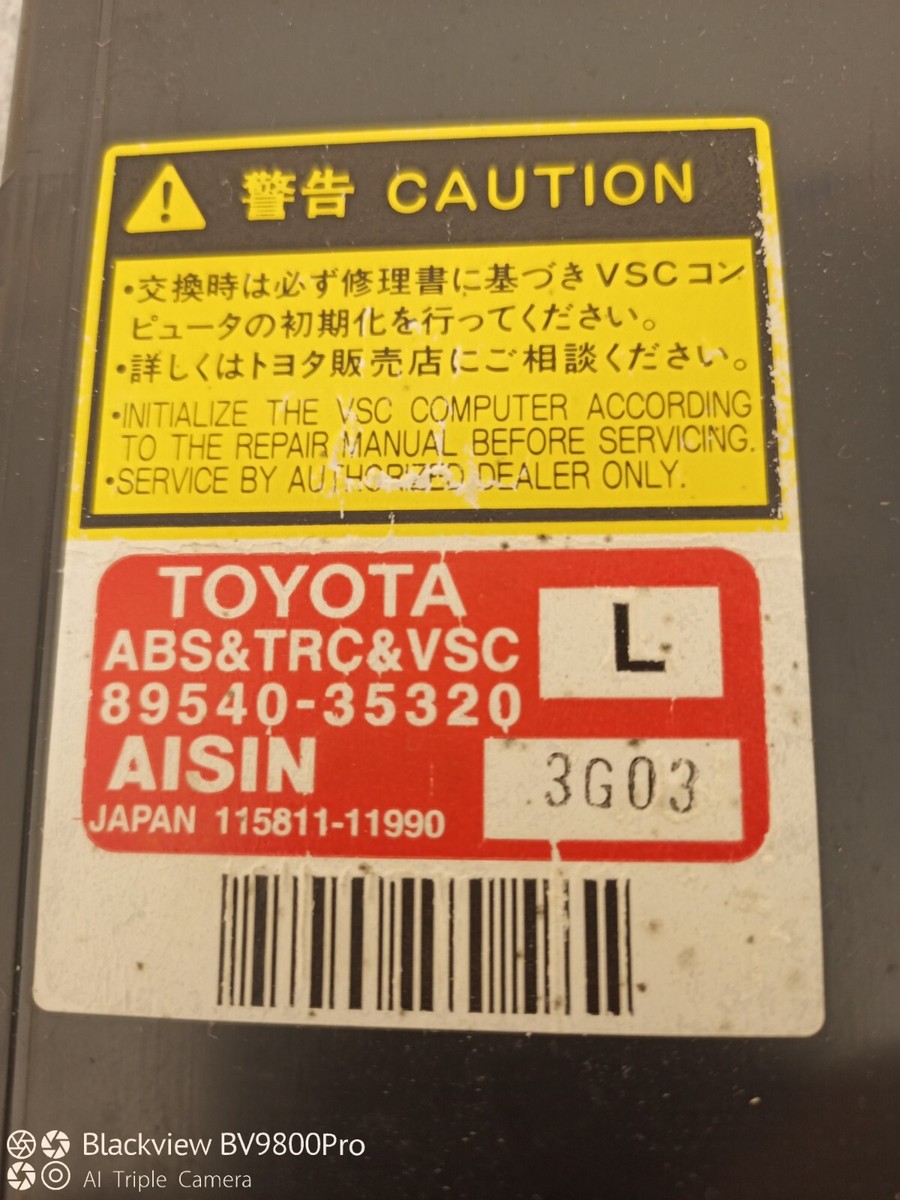 警告 CAUTION
・交換時は必ず修理書に基づきVSCコン
ピュータの初期化を行ってください。
・詳しくはトヨタ販売店にご相談ください。
・INITIALIZE THE VSC COMPUTER ACCORDING
TO THE REPAIR MANUAL BEFORE SERVICING.
・SERVICE BY AUTHORIZED DEALER ONLY.
TOYOTA
ABS&TRC&VSC
L
89540-35320
AISIN
3G03
JAPAN 115811-11990
Blackview BV9800Pro
AI Triple Camera